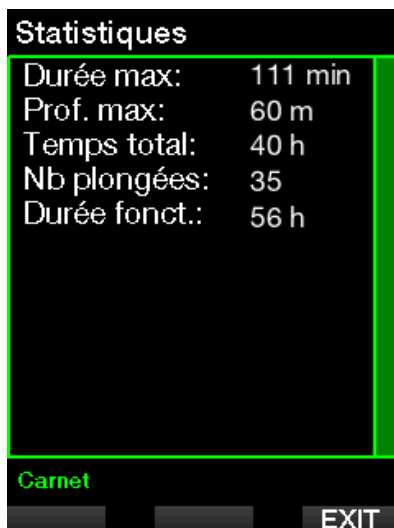 Statistiques
Durée max: 111 min
Prof. max: 60 m
Temps total: 40 h
Nb plongées: 35
Durée fonct.: 56 h
Carnet
EXIT